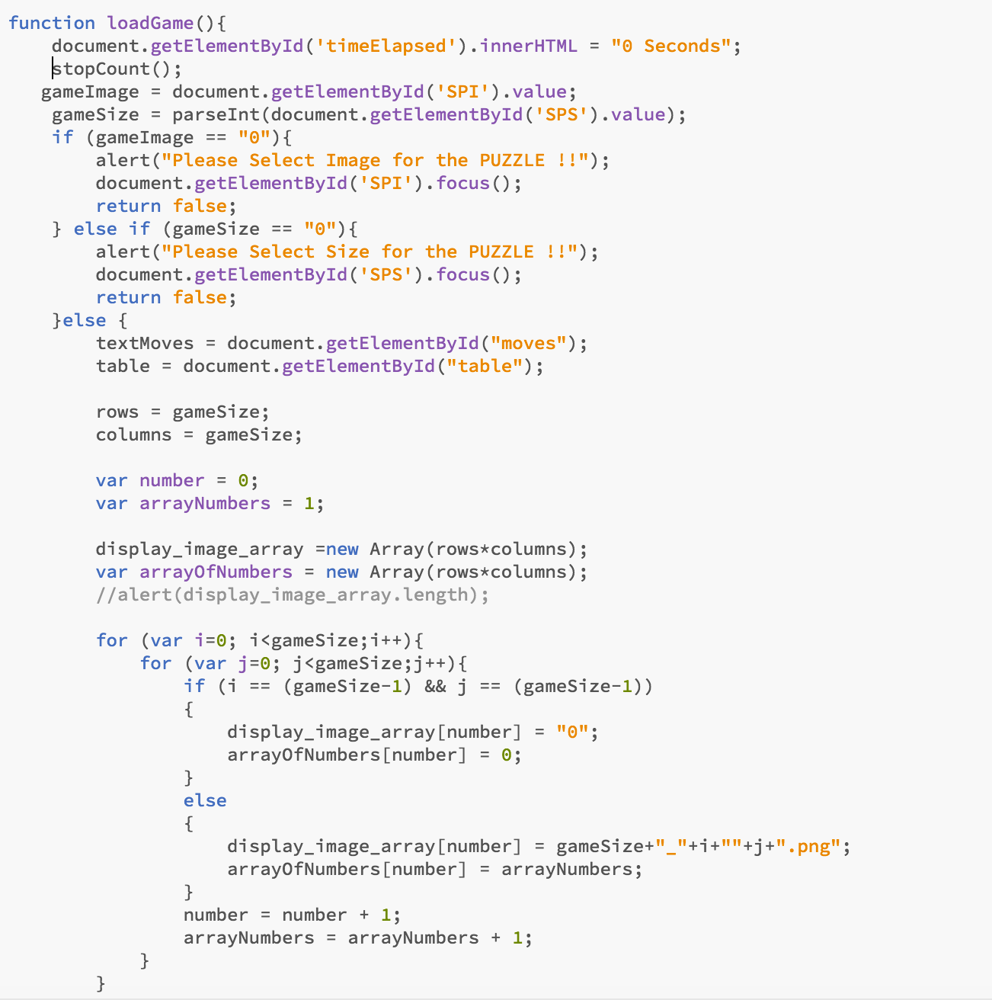 function loadGame(){
    document.getElementById('timeElapsed').innerHTML = "0 Seconds";
    stopCount();
   gameImage = document.getElementById('SPI').value;
    gameSize = parseInt(document.getElementById('SPS').value);
    if (gameImage == "0"){
        alert("Please Select Image for the PUZZLE !!");
        document.getElementById('SPI').focus();
        return false;
    } else if (gameSize == "0"){
        alert("Please Select Size for the PUZZLE !!");
        document.getElementById('SPS').focus();
        return false;
    }else {
        textMoves = document.getElementById("moves");
        table = document.getElementById("table");

        rows = gameSize;
        columns = gameSize;

        var number = 0;
        var arrayNumbers = 1;

        display_image_array =new Array(rows*columns);
        var arrayOfNumbers = new Array(rows*columns);
        //alert(display_image_array.length);

        for (var i=0; i<gameSize;i++){
            for (var j=0; j<gameSize;j++){
                if (i == (gameSize-1) && j == (gameSize-1))
                {
                    display_image_array[number] = "0";
                    arrayOfNumbers[number] = 0;
                }
                else
                {
                    display_image_array[number] = gameSize+"_"+i+""+j+".png";
                    arrayOfNumbers[number] = arrayNumbers;
                }
                number = number + 1;
                arrayNumbers = arrayNumbers + 1;
            }
        }